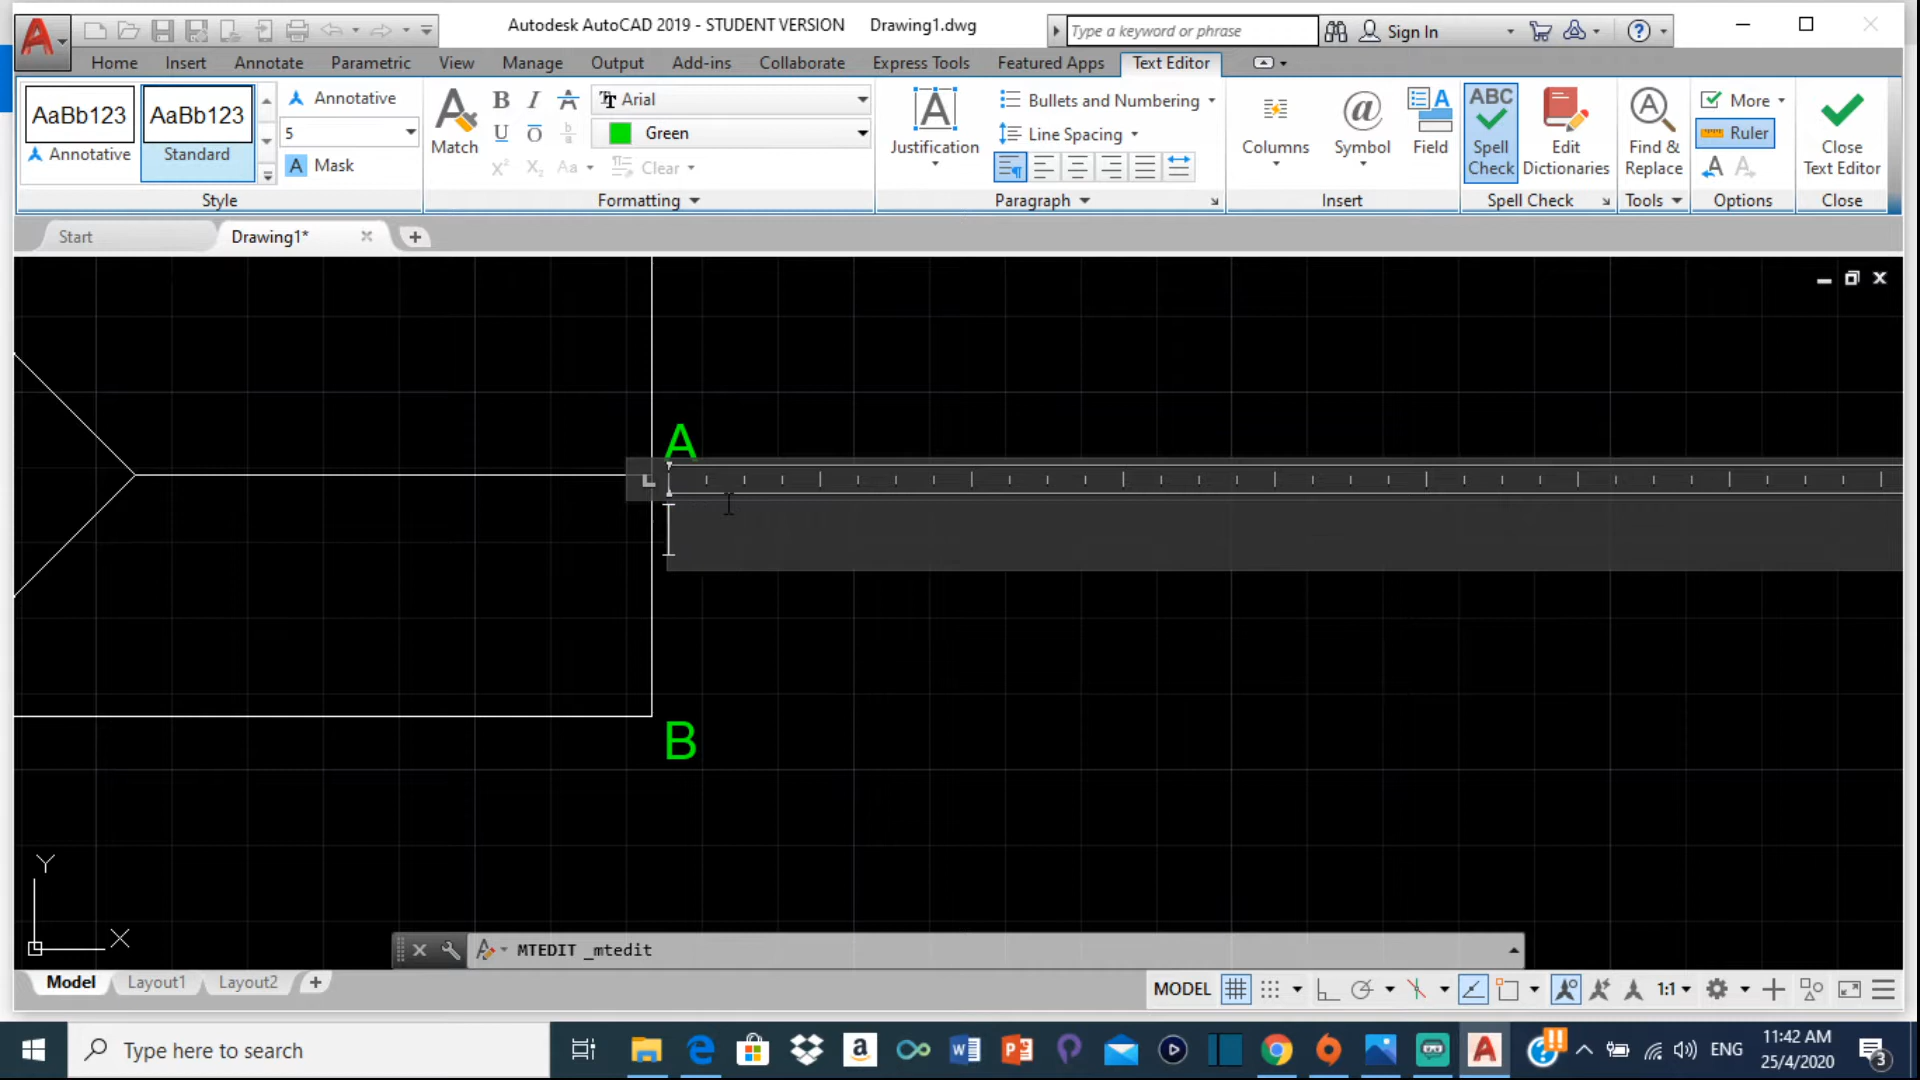 Autodesk AutoCAD 2019 - STUDENT VERSION Drawing1.dwg
Type a keyword or phrase
Sign In
Home Insert Annotate Parametric View Manage Output Add-ins Collaborate Express Tools Featured Apps Text Editor
AaBb123 AaBb123
Annotative Standard
Annotative
5
Mask
Style
Match
Arial
Green
Clear
Formatting
Justification
Bullets and Numbering
Line Spacing
Paragraph
Columns Symbol Field
Insert
ABC
Spell Check
Edit Dictionaries
Spell Check
Find & Replace
Tools
More
Ruler
Options
Close Text Editor
Close
Start Drawing1*
A
B
Y
X
MTEDIT _mtedit
Model Layout1 Layout2
MODEL 1:1
Type here to search
ENG
11:42 AM
25/4/2020
3